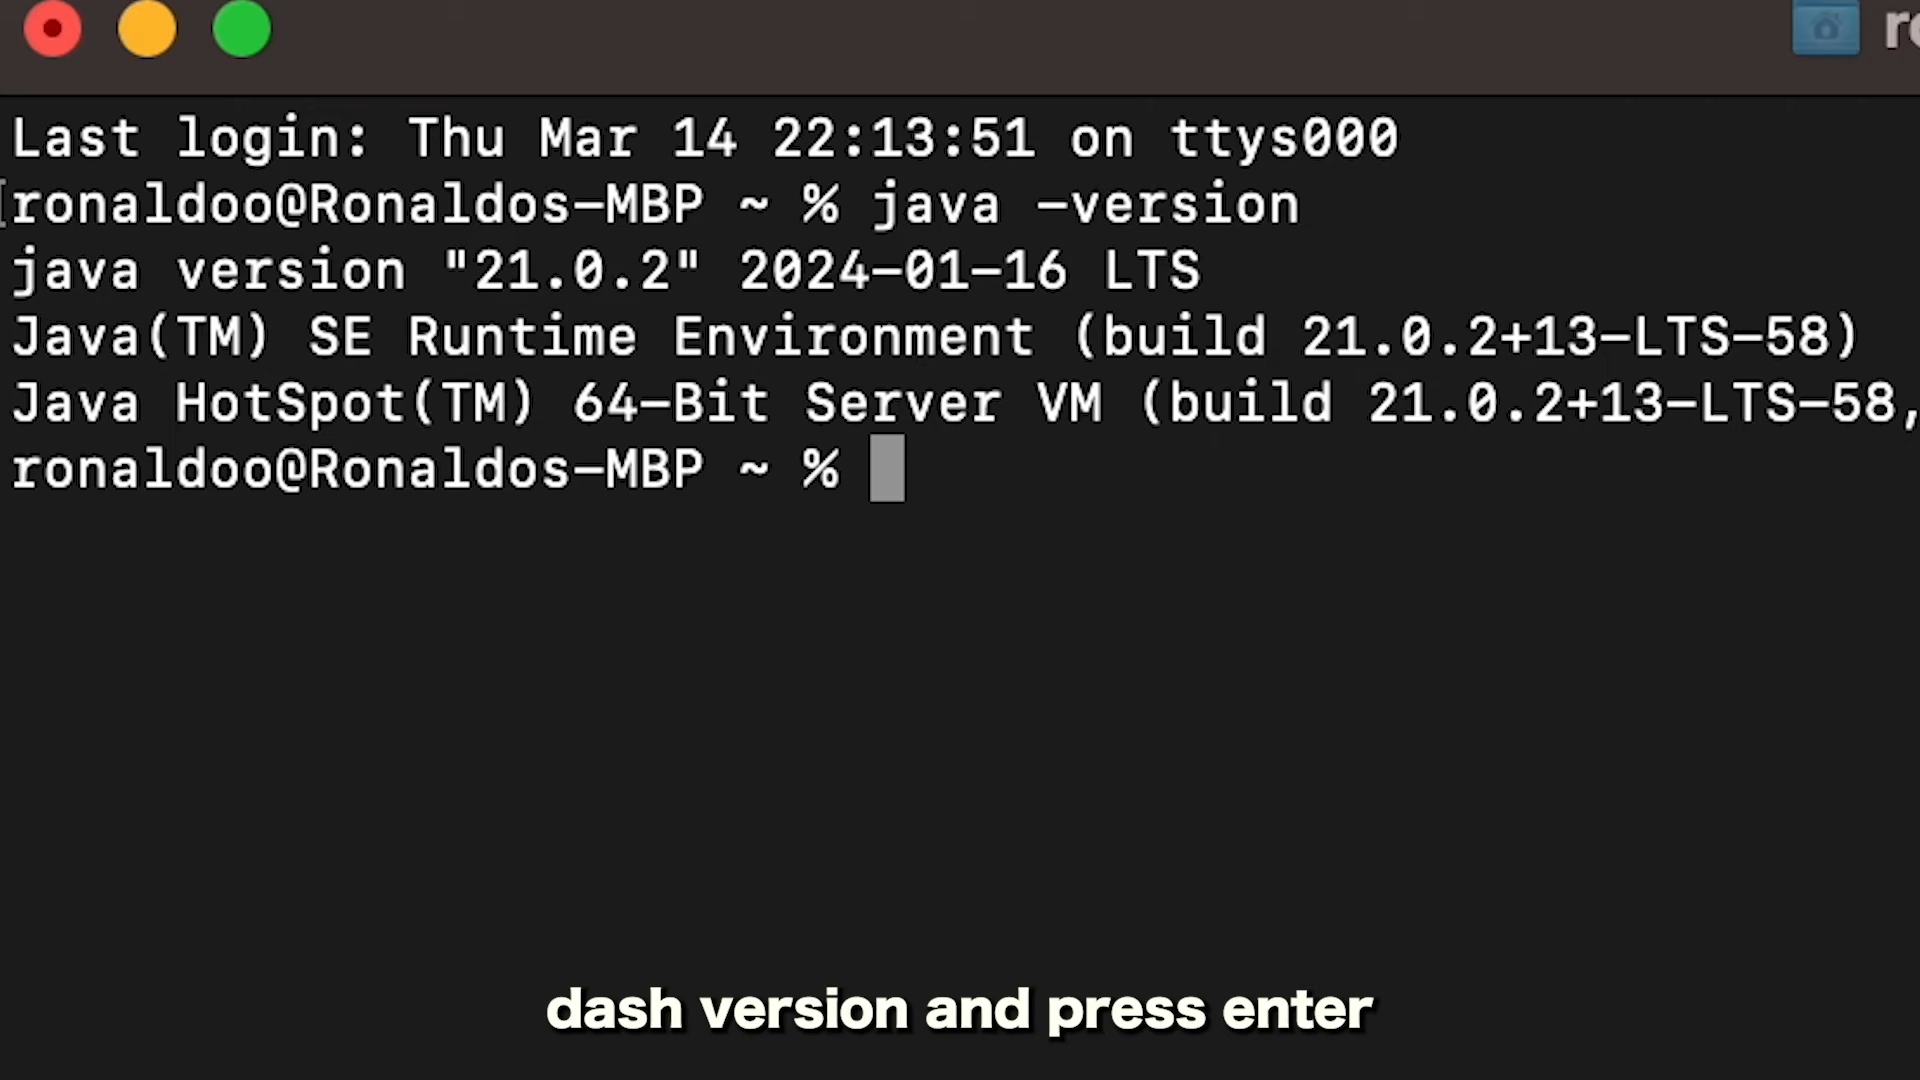 Last login: Thu Mar 14 22:13:51 on ttys000
ronaldoo@Ronaldos-MBP ~ % java -version
java version "21.0.2" 2024-01-16 LTS
Java(TM) SE Runtime Environment (build 21.0.2+13-LTS-58)
Java HotSpot(TM) 64-Bit Server VM (build 21.0.2+13-LTS-58,
ronaldoo@Ronaldos-MBP ~ %
dash version and press enter